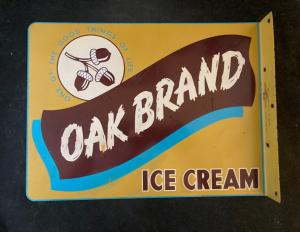 ONE OF THE GOOD THINGS OF LIFE
OAK BRAND
ICE CREAM